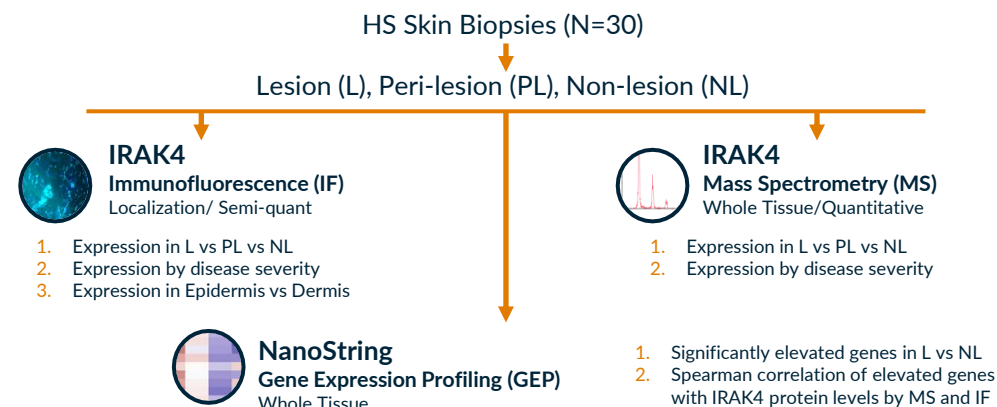 HS Skin Biopsies (N=30)
Lesion (L), Peri-lesion (PL), Non-lesion (NL)
IRAK4
Immunofluorescence (IF)
Localization/ Semi-quant
1. Expression in L vs PL vs NL
2. Expression by disease severity
3. Expression in Epidermis vs Dermis
IRAK4
Mass Spectrometry (MS)
Whole Tissue/Quantitative
1. Expression in L vs PL vs NL
2. Expression by disease severity
NanoString
Gene Expression Profiling (GEP)
Whole Tissue
1. Significantly elevated genes in L vs NL
2. Spearman correlation of elevated genes
with IRAK4 protein levels by MS and IF